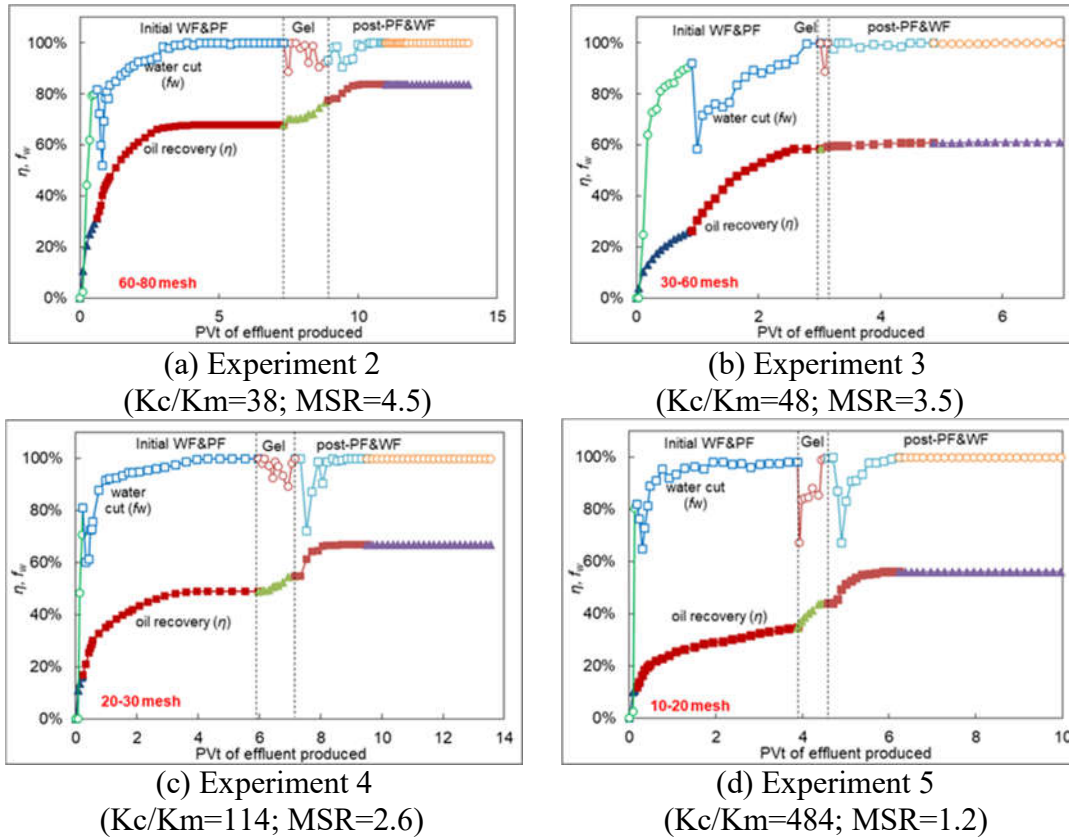 Initial WF&PF Gel post-PF&WF
100%
80%
60%
40%
20%
0%
η, fw
water cut (fw)
oil recovery (η)
60-80 mesh
0 5 10 15
PVt of effluent produced
(a) Experiment 2
(Kc/Km=38; MSR=4.5)
Initial WF&PF Gel post-PF&WF
100%
80%
60%
40%
20%
0%
η, fw
water cut (fw)
oil recovery (η)
30-60 mesh
0 2 4 6
PVt of effluent produced
(b) Experiment 3
(Kc/Km=48; MSR=3.5)
Initial WF&PF Gel post-PF&WF
100%
80%
60%
40%
20%
0%
η, fw
water
cut (fw)
oil recovery (η)
20-30 mesh
0 2 4 6 8 10 12 14
PVt of effluent produced
(c) Experiment 4
(Kc/Km=114; MSR=2.6)
Initial WF&PF Gel post-PF&WF
100%
80%
60%
40%
20%
0%
η, fw
water cut (fw)
oil recovery (η)
10-20 mesh
0 2 4 6 8 10
PVt of effluent produced
(d) Experiment 5
(Kc/Km=484; MSR=1.2)